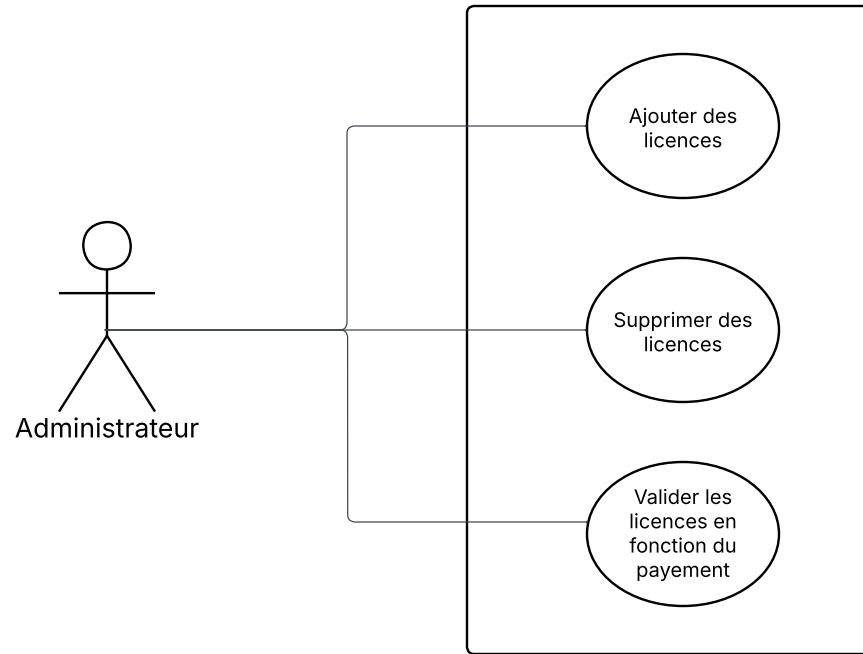 Ajouter des
licences
Supprimer des
licences
Administrateur
Valider les
licences en
fonction du
payement